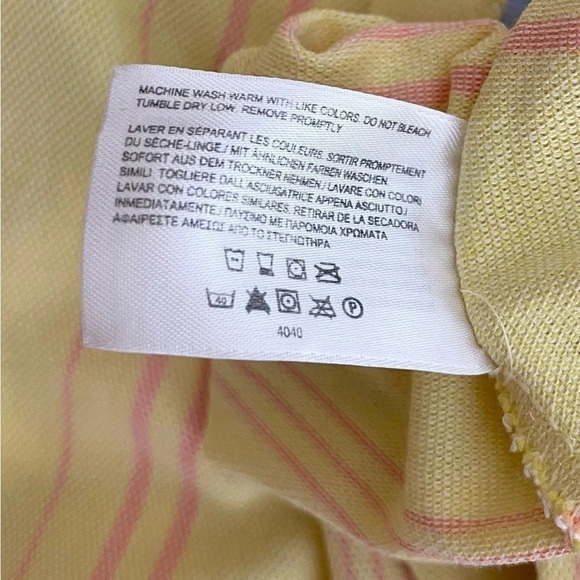 MACHINE WASH WARM WITH LIKE COLORS. DO NOT BLEACH
TUMBLE DRY LOW. REMOVE PROMPTLY
LAVER EN SÉPARANT LES COULEURS. SORTIR PROMPTEMENT
DU SÈCHE-LINGE / MIT ÄHNLICHEN FARBEN WASCHEN
SOFORT AUS DEM TROCKNER NEHMEN / LAVARE CON COLORI
SIMILI. TOGLIERE DALL'ASCIUGATRICE APPENA ASCIUTTO /
LAVAR CON COLORES SIMILARES. RETIRAR DE LA SECADORA
INMEDIATAMENTE / ΠΛΥΣΙΜΟ ΜΕ ΠΑΡΟΜΟΙΑ ΧΡΩΜΑΤΑ
ΑΦΑΙΡΕΣΤΕ ΑΜΕΣΩΣ ΑΠΟ ΤΟ ΣΤΕΓΝΩΤΗΡΑ
40 P
4040